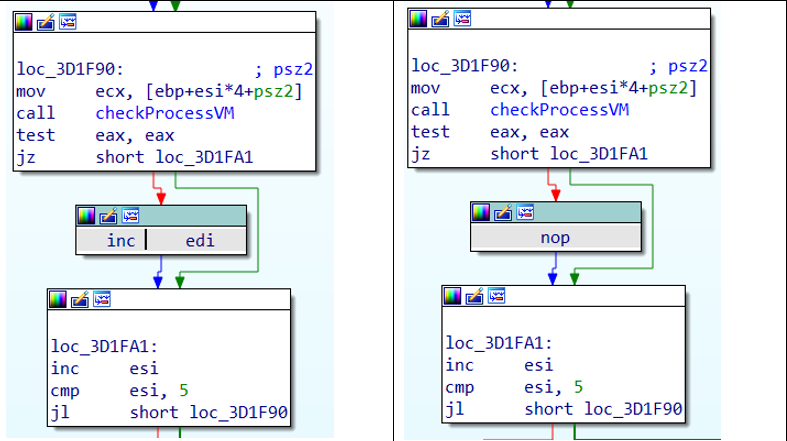 loc_3D1F90: ; psz2
mov ecx, [ebp+esi*4+psz2]
call checkProcessVM
test eax, eax
jz short loc_3D1FA1
inc edi
loc_3D1FA1:
inc esi
cmp esi, 5
jl short loc_3D1F90
loc_3D1F90: ; psz2
mov ecx, [ebp+esi*4+psz2]
call checkProcessVM
test eax, eax
jz short loc_3D1FA1
nop
loc_3D1FA1:
inc esi
cmp esi, 5
jl short loc_3D1F90